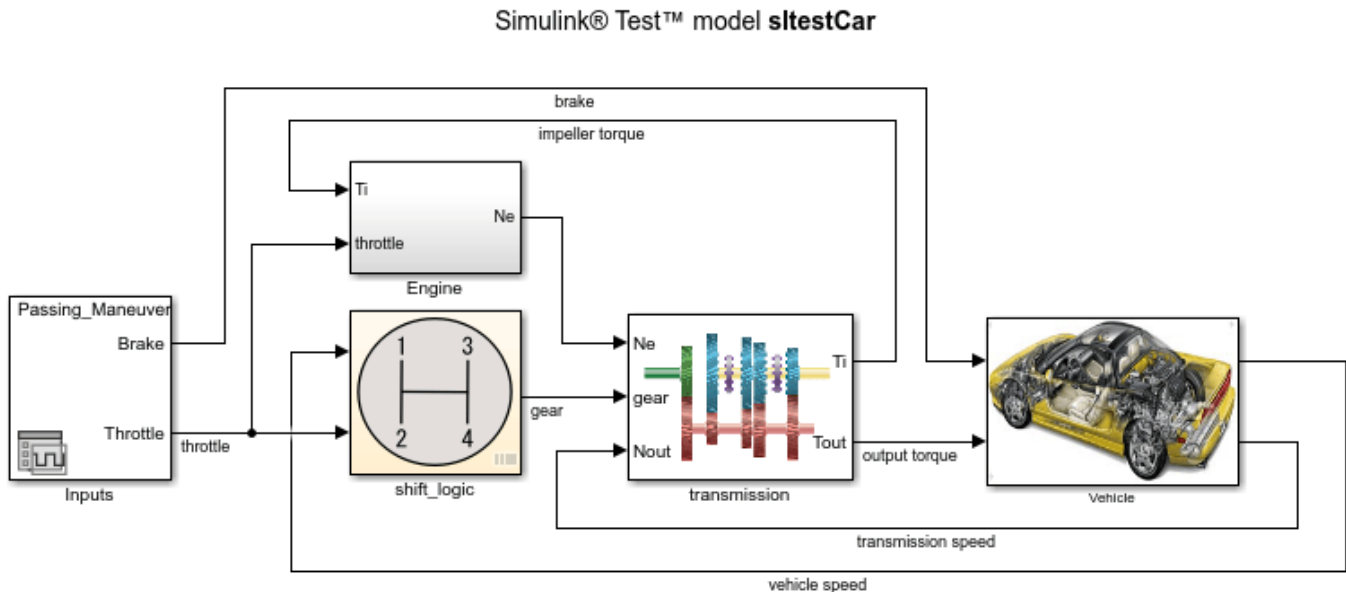 Simulink® Test™ model sltestCar
brake
impeller torque
Ti
throttle
Ne
Engine
Passing_Maneuver
Brake
Throttle
Inputs
throttle
1 3
2 4
shift_logic
gear
Ne
gear
Nout
Ti
Tout
transmission
output torque
Vehicle
transmission speed
vehicle speed